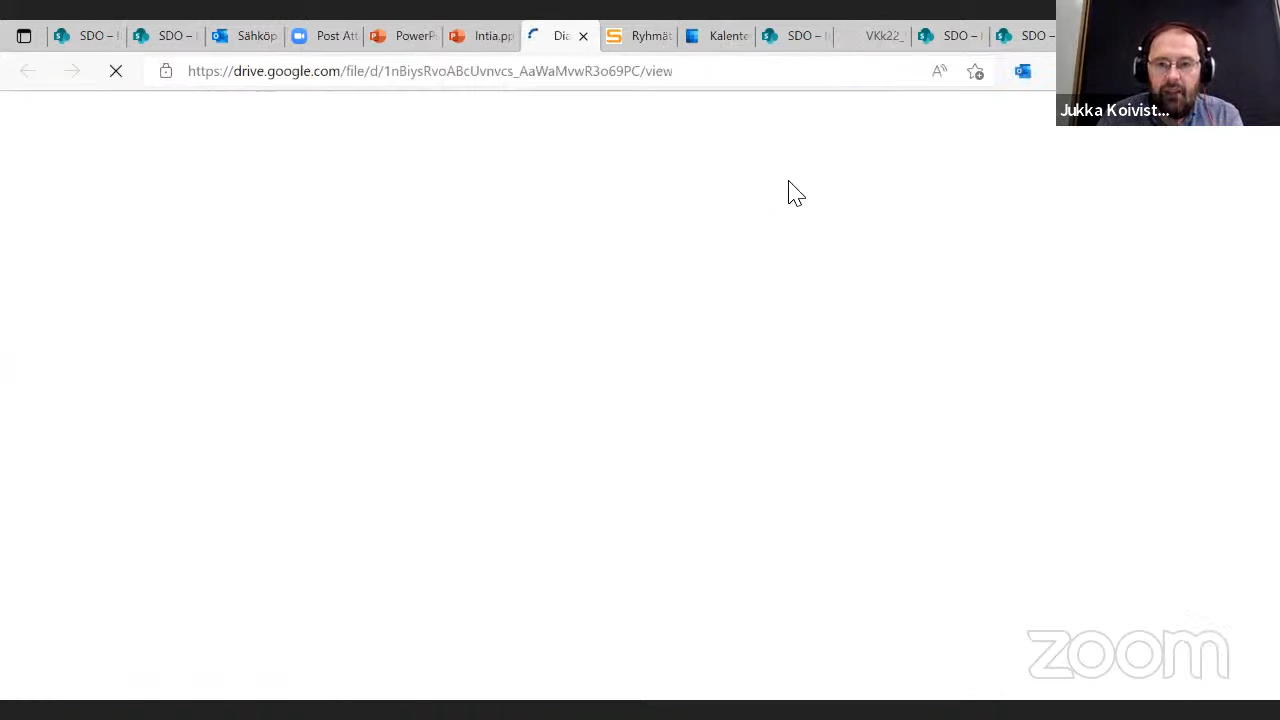 SDO – SDO – Sähköp Post Att PowerP Intia.pp Dia Ryhmät Kalente SDO – VKk22_ SDO – SDO –
https://drive.google.com/file/d/1nBiysRvoABcUvnvcs_AaWaMvwR3o69PC/view
Jukka Koivist...
zoom